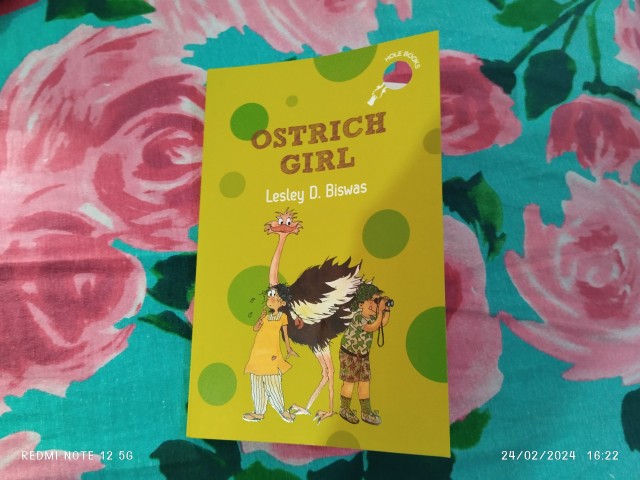 HOLE BOOKS
OSTRICH
GIRL
Lesley D. Biswas
REDMI NOTE 12 5G
24/02/2024 16:22